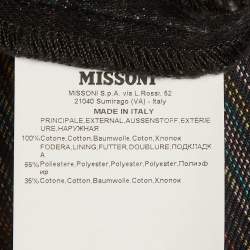 MISSONI
MISSONI S.p.A. via L.Rossi, 52
21040 Sumirago (VA) - Italy
MADE IN ITALY
PRINCIPALE,EXTERNAL,AUSSENSTOFF,EXTERIE
URE,НАРУЖНАЯ
100% Cotone,Cotton,Baumwolle,Coton,Хлопок
FODERA,LINING,FUTTER,DOUBLURE,ПОДКЛАДК
А
65% Poliestere,Polyester,Polyester,Polyester,Полиэф
ир
35% Cotone,Cotton,Baumwolle,Coton,Хлопок